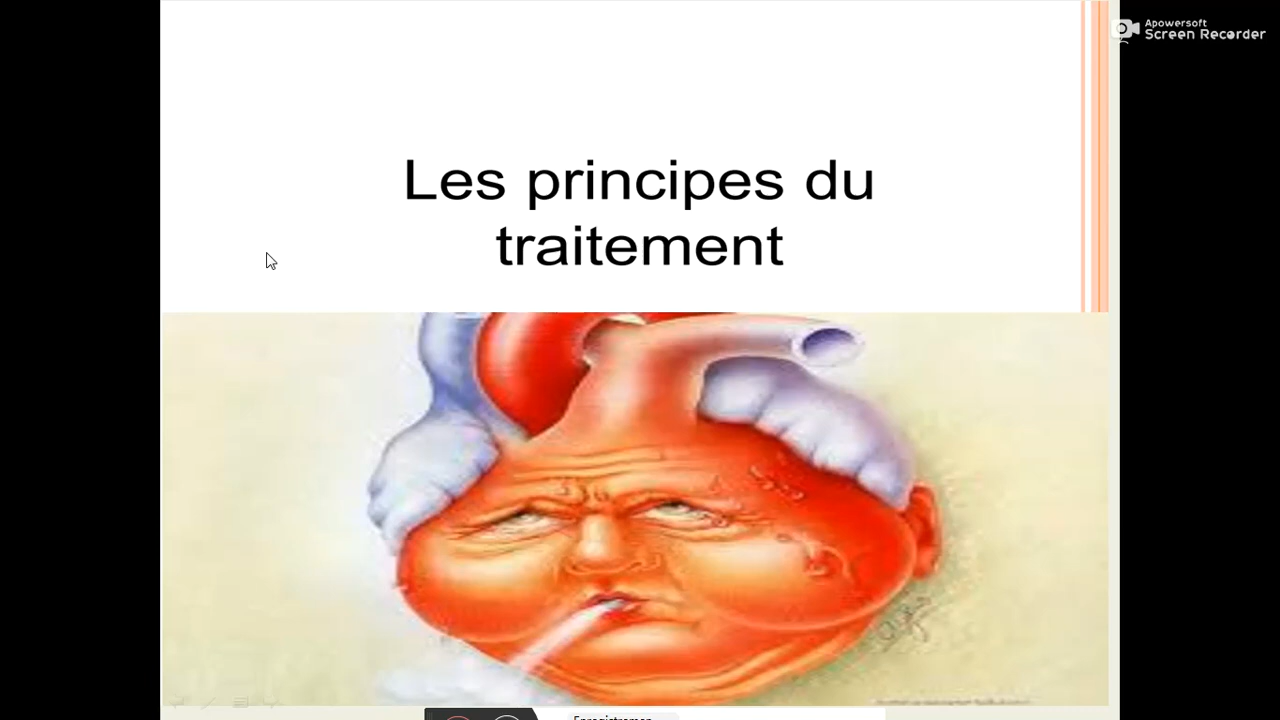 Apowersoft
Screen Recorder
Les principes du
traitement